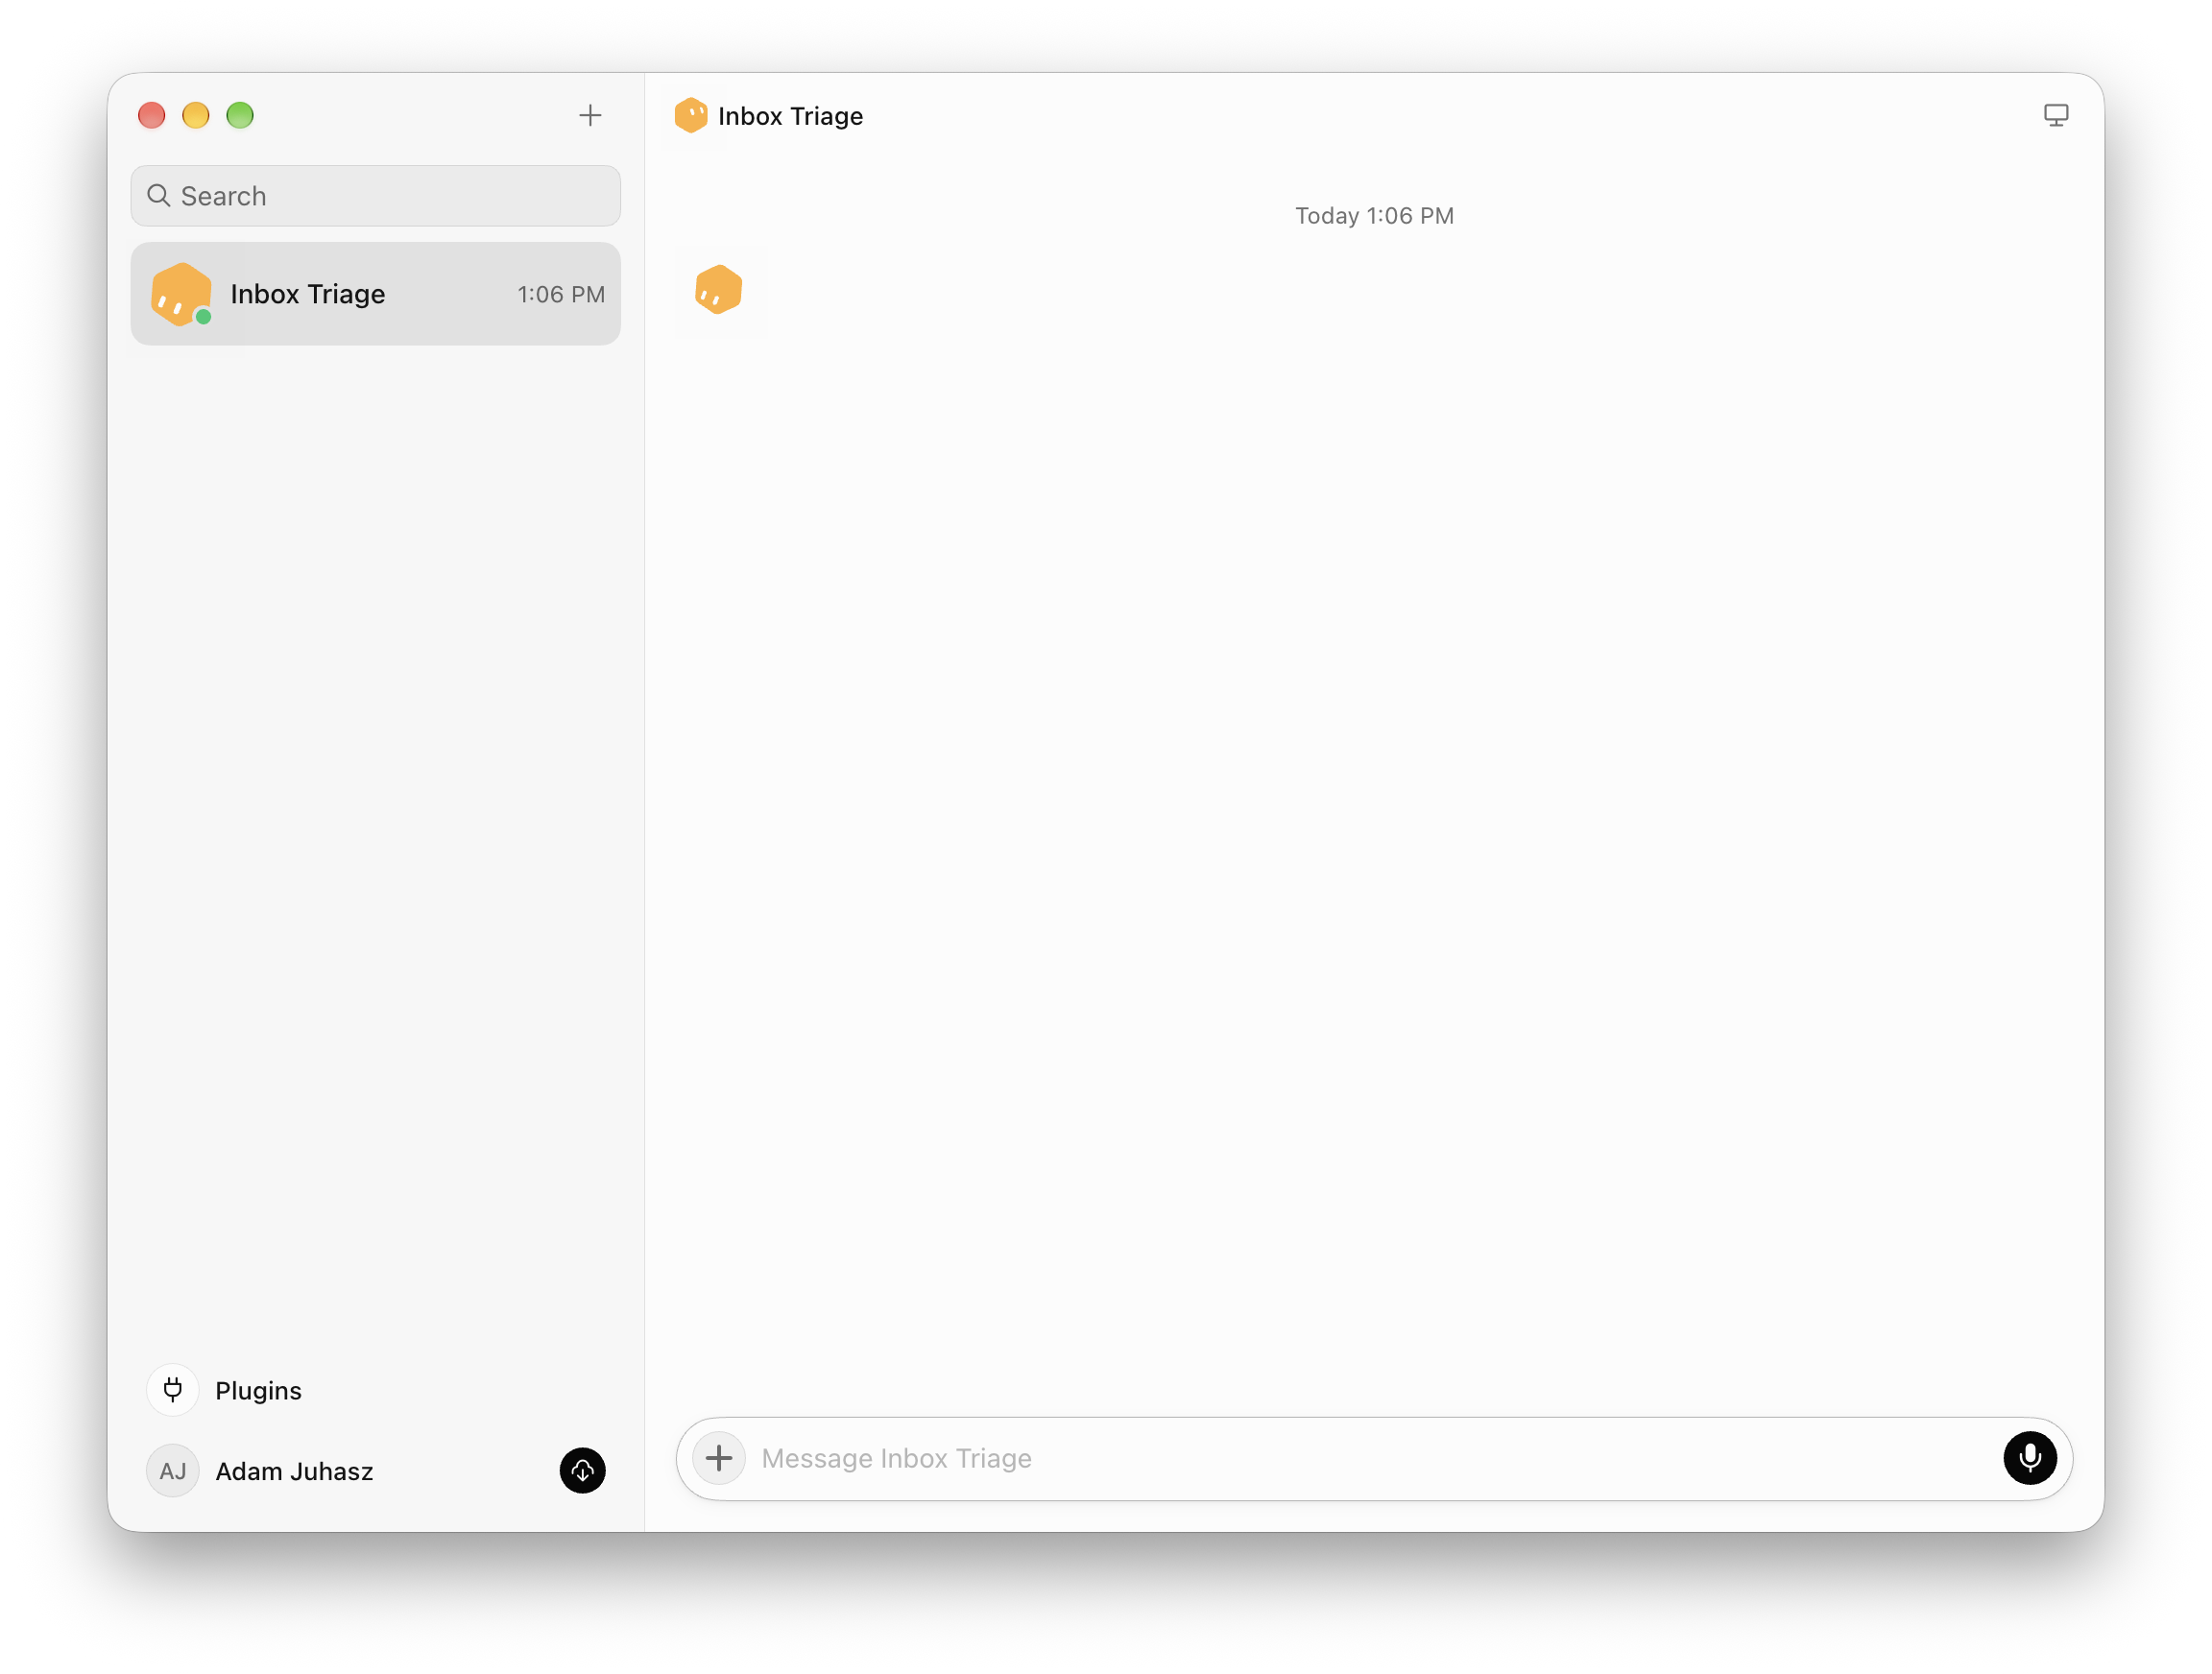 Search
Inbox Triage
1:06 PM
Plugins
AJ
Adam Juhasz
Inbox Triage
Today 1:06 PM
Message Inbox Triage